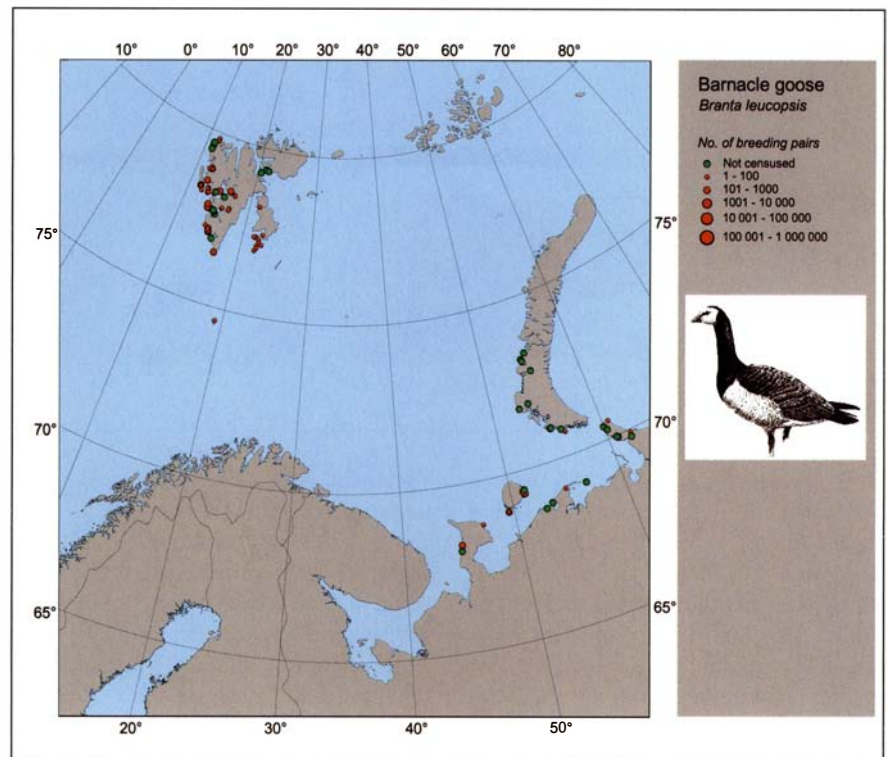 10° 0° 10° 20° 30° 40° 50° 60° 70° 80°
75° 75°
70° 70°
65° 65°
20° 30° 40° 50°
Barnacle goose
Branta leucopsis
No. of breeding pairs
Not censused
1 - 100
101 - 1000
1001 - 10 000
10 001 - 100 000
100 001 - 1 000 000